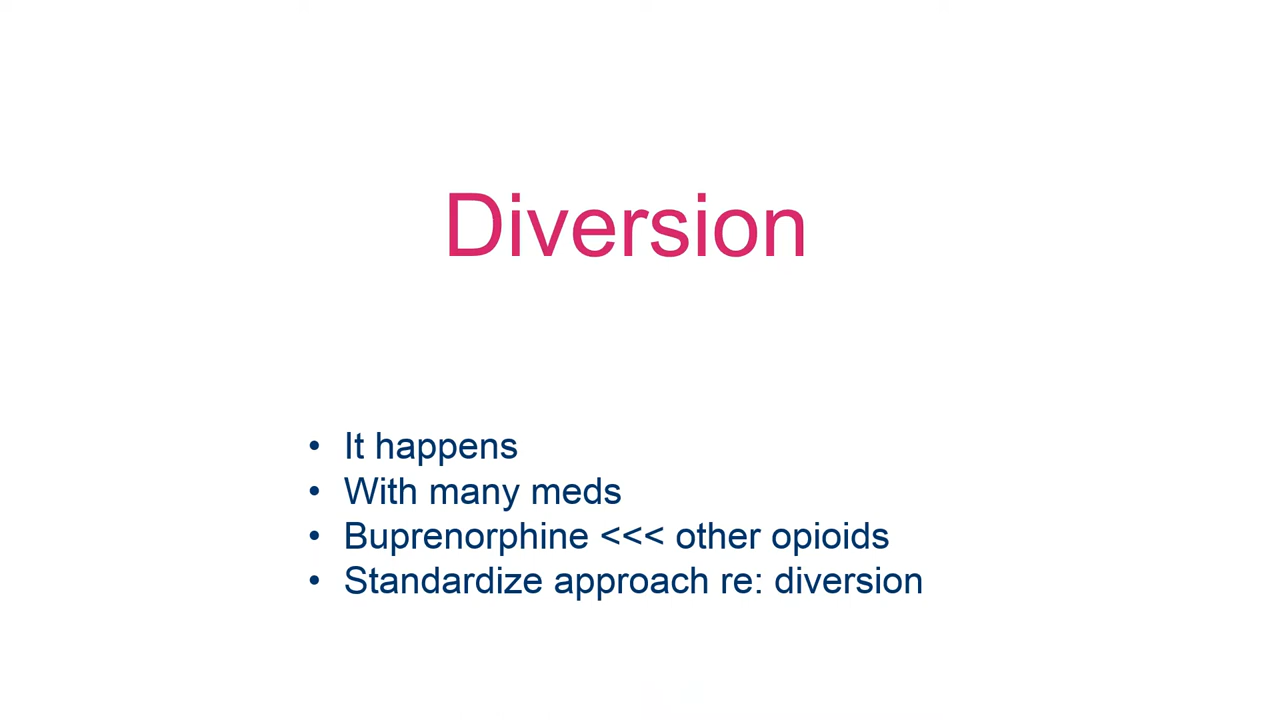 Diversion
• It happens
• With many meds
• Buprenorphine <<< other opioids
• Standardize approach re: diversion